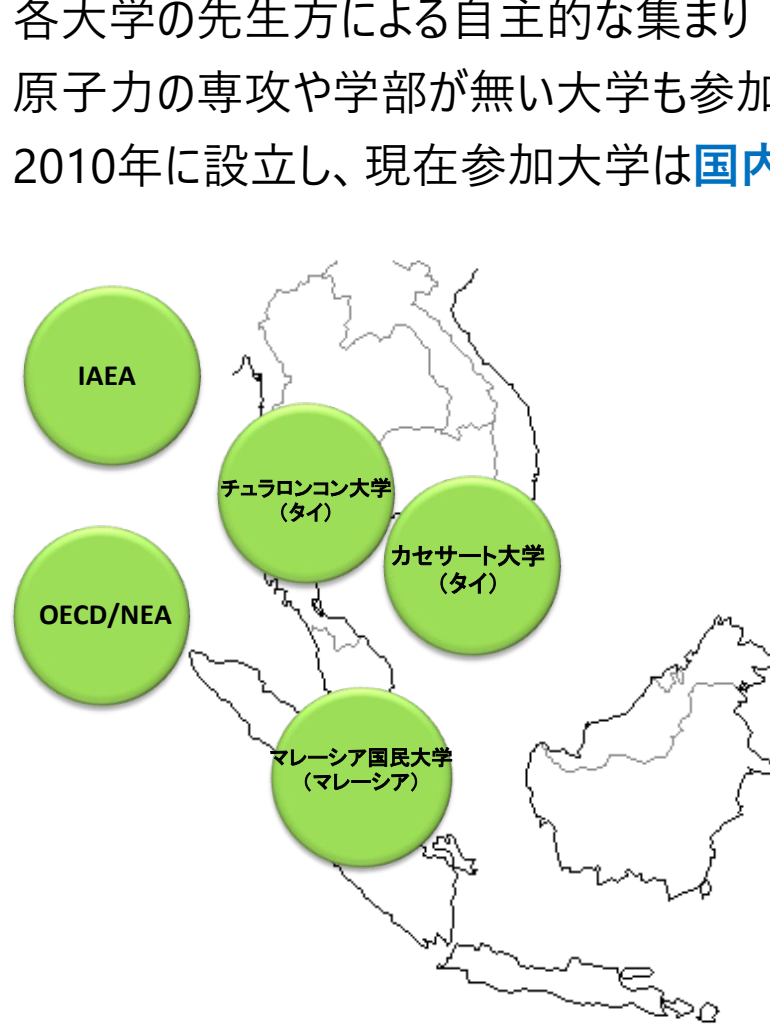 各大学の先生方による自主的な集まり
原子力の専攻や学部が無い大学も参加
2010年に設立し、現在参加大学は国内
IAEA
チュラロンコン大学
（タイ）
カセサート大学
（タイ）
OECD/NEA
マレーシア国民大学
（マレーシア）